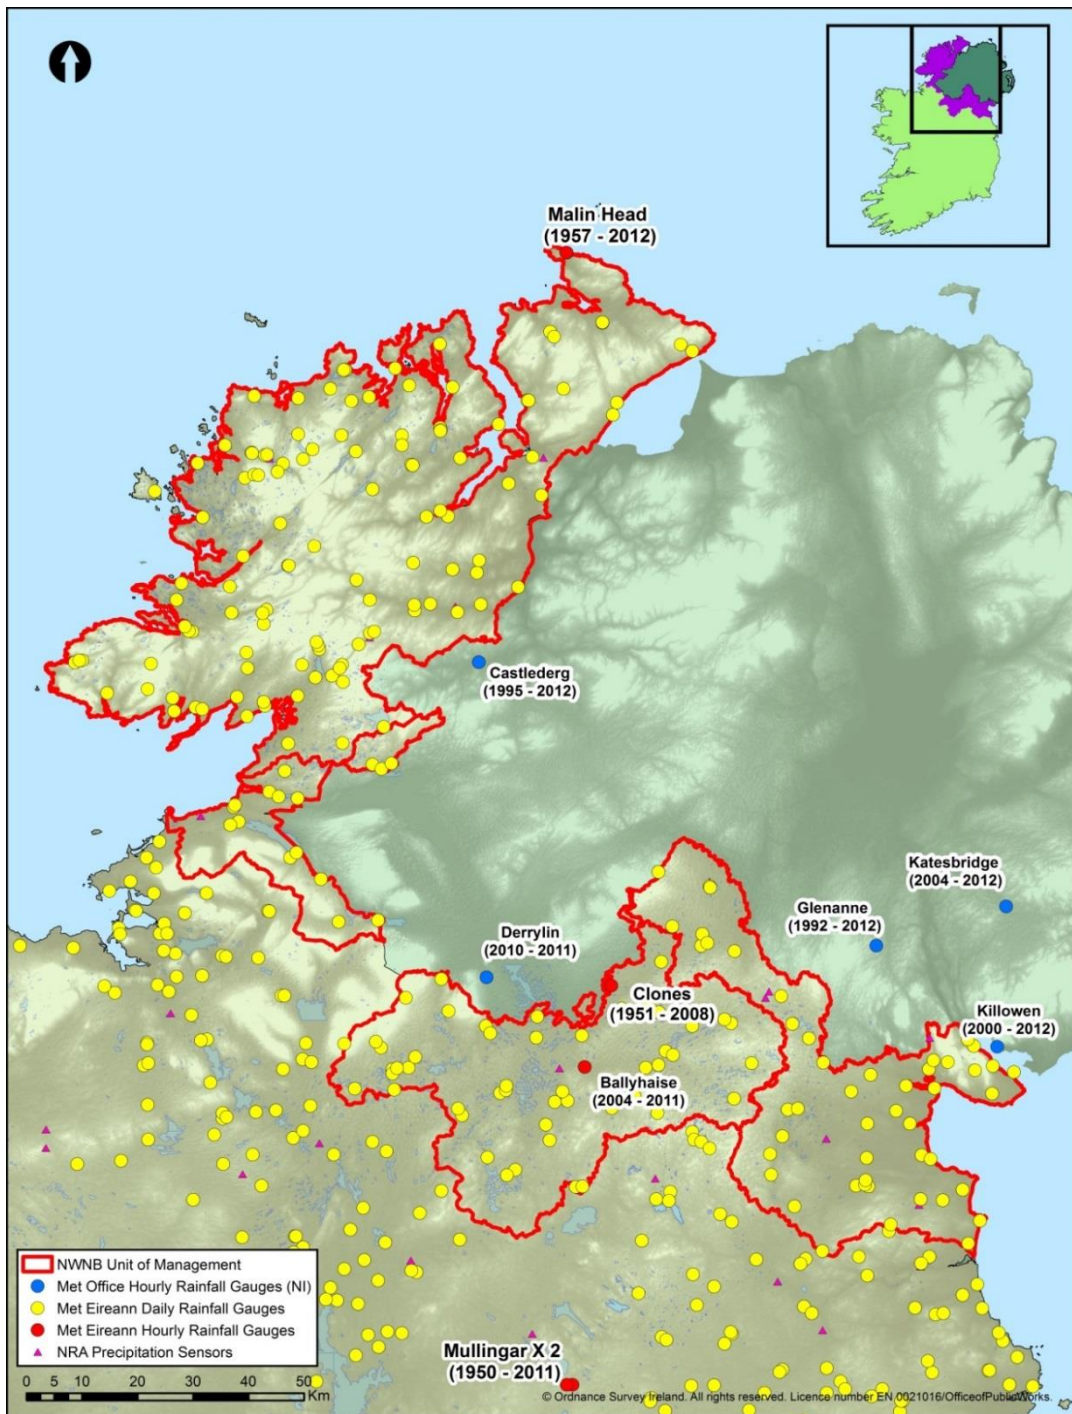 Malin Head
(1957 - 2012)
Castlederg
(1995 - 2012)
Katesbridge
(2004 - 2012)
Glenanne
(1992 - 2012)
Derrylin
(2010 - 2011)
Clones
(1951 - 2008)
Killowen
(2000 - 2012)
Ballyhaise
(2004 - 2011)
NWNB Unit of Management
Met Office Hourly Rainfall Gauges (NI)
Met Eireann Daily Rainfall Gauges
Met Eireann Hourly Rainfall Gauges
NRA Precipitation Sensors
Mullingar X 2
(1950 - 2011)
0 5 10 20 30 40 50
Km
© Ordnance Survey Ireland. All rights reserved. Licence number EN 0021016/OfficeofPublicWorks.